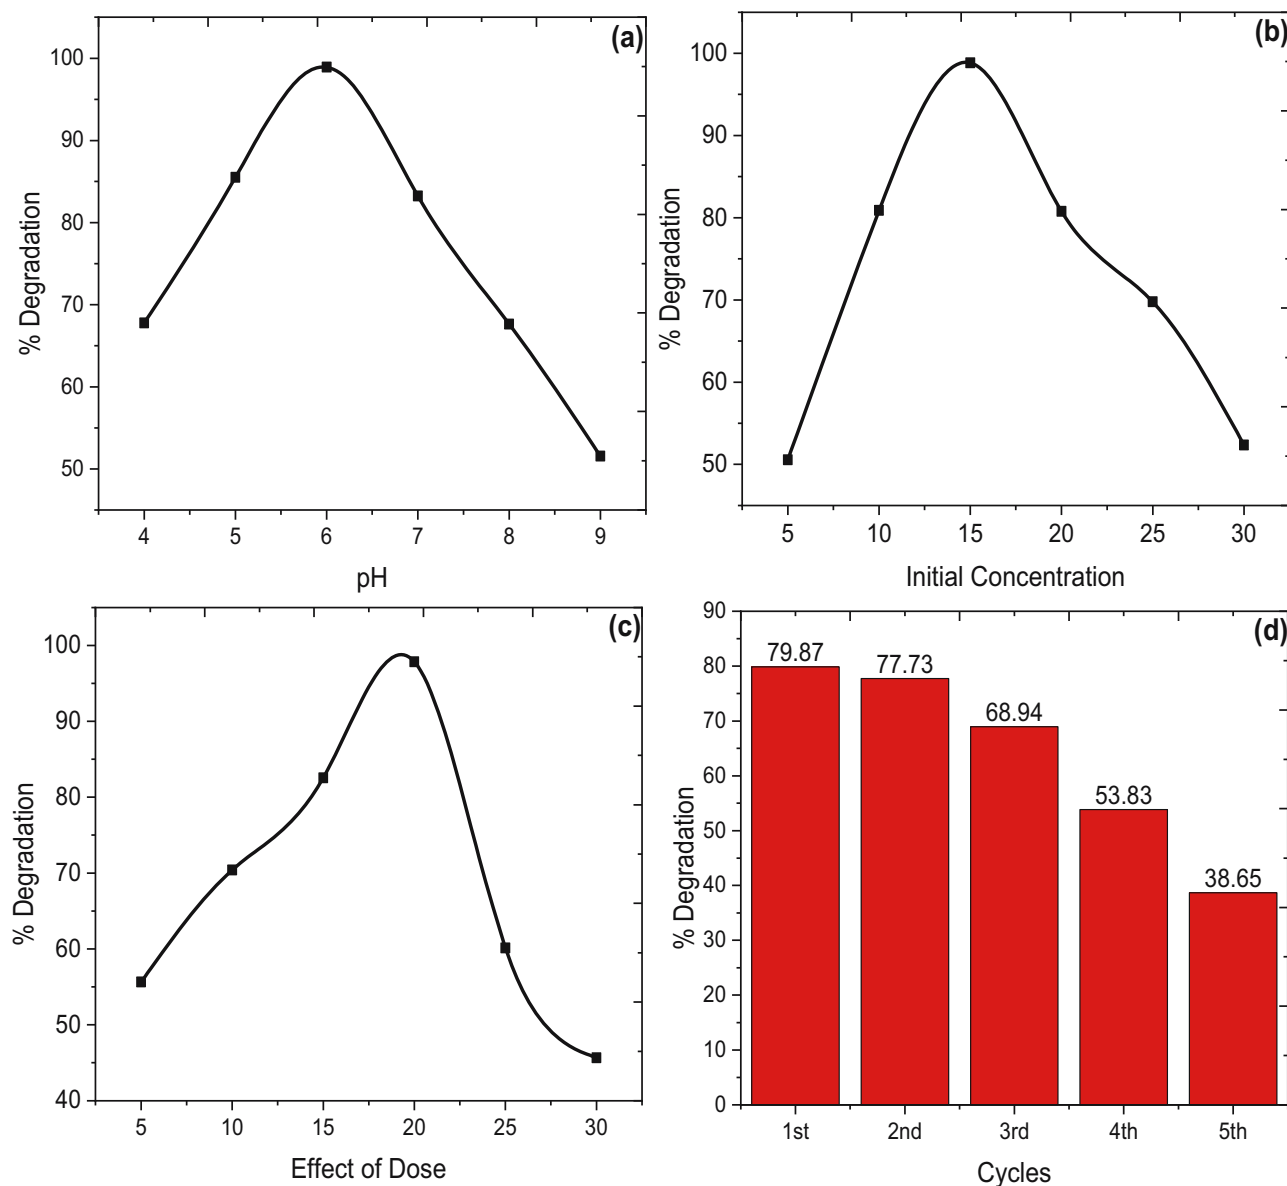 (a)
100
90
80
70
60
50
% Degradation
4 5 6 7 8 9
pH
(b)
100
90
80
70
60
50
% Degradation
5 10 15 20 25 30
Initial Concentration
(c)
100
90
80
70
60
50
40
% Degradation
5 10 15 20 25 30
Effect of Dose
(d)
90
80
70
60
50
40
30
20
10
0
% Degradation
79.87
77.73
68.94
53.83
38.65
1st 2nd 3rd 4th 5th
Cycles